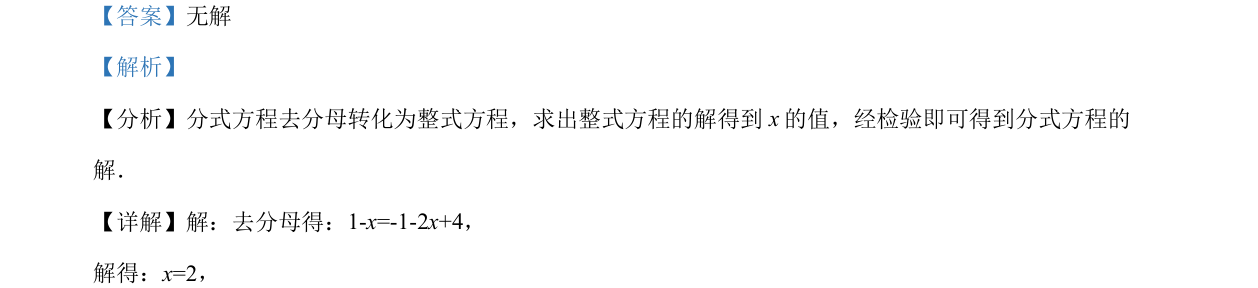 【答案】无解
【解析】
【分析】分式方程去分母转化为整式方程，求出整式方程的解得到 x 的值，经检验即可得到分式方程的
解．
【详解】解：去分母得：1-x=-1-2x+4，
解得：x=2，